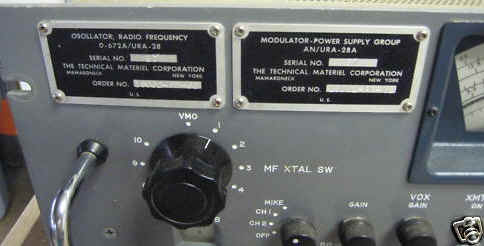 OSCILLATOR, RADIO FREQUENCY
O-672A/URA-28
SERIAL NO.
THE TECHNICAL MATERIEL CORPORATION
MAMARONECK NEW YORK
ORDER NO.
U.S.
MODULATOR-POWER SUPPLY GROUP
AN/URA-28A
SERIAL NO.
THE TECHNICAL MATERIEL CORPORATION
MAMARONECK NEW YORK
ORDER NO.
U.S.
VMO
1
2
3
4
8
9
10
MF XTAL SW
MIKE
CH 1
CH 2
OFF
GAIN
VOX
GAIN
XMT
ON